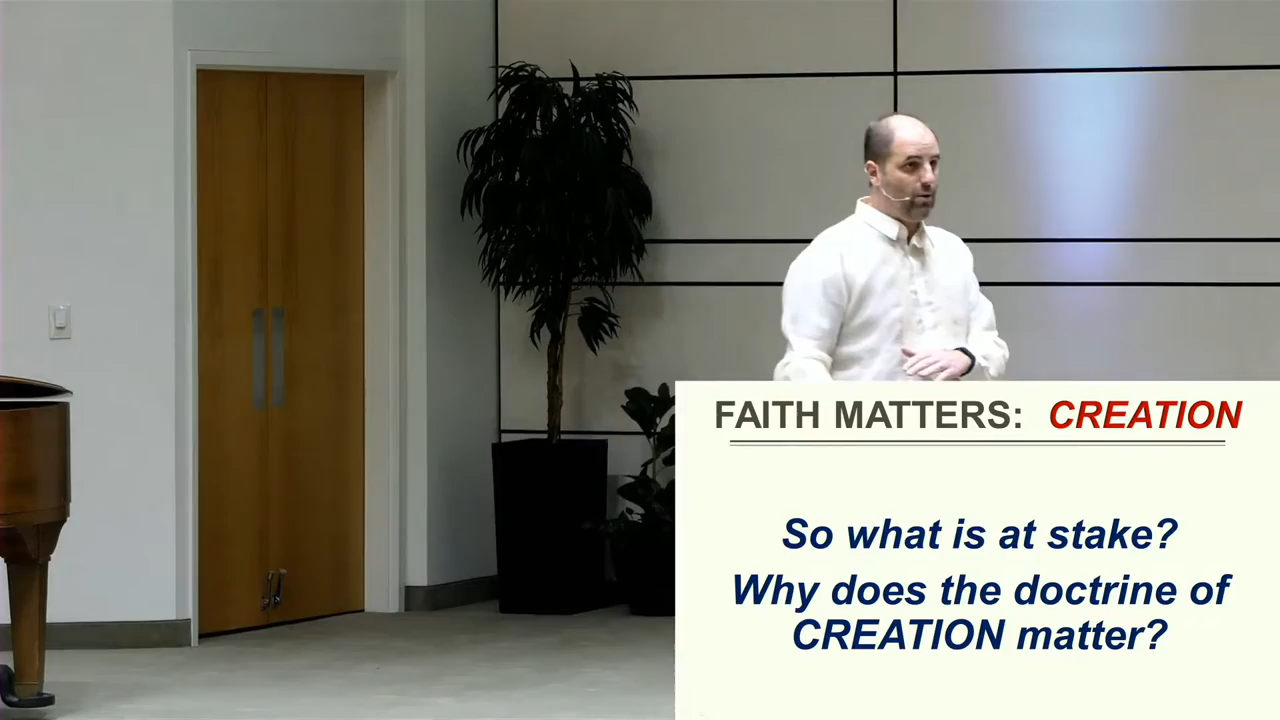 FAITH MATTERS: CREATION
So what is at stake?
Why does the doctrine of
CREATION matter?